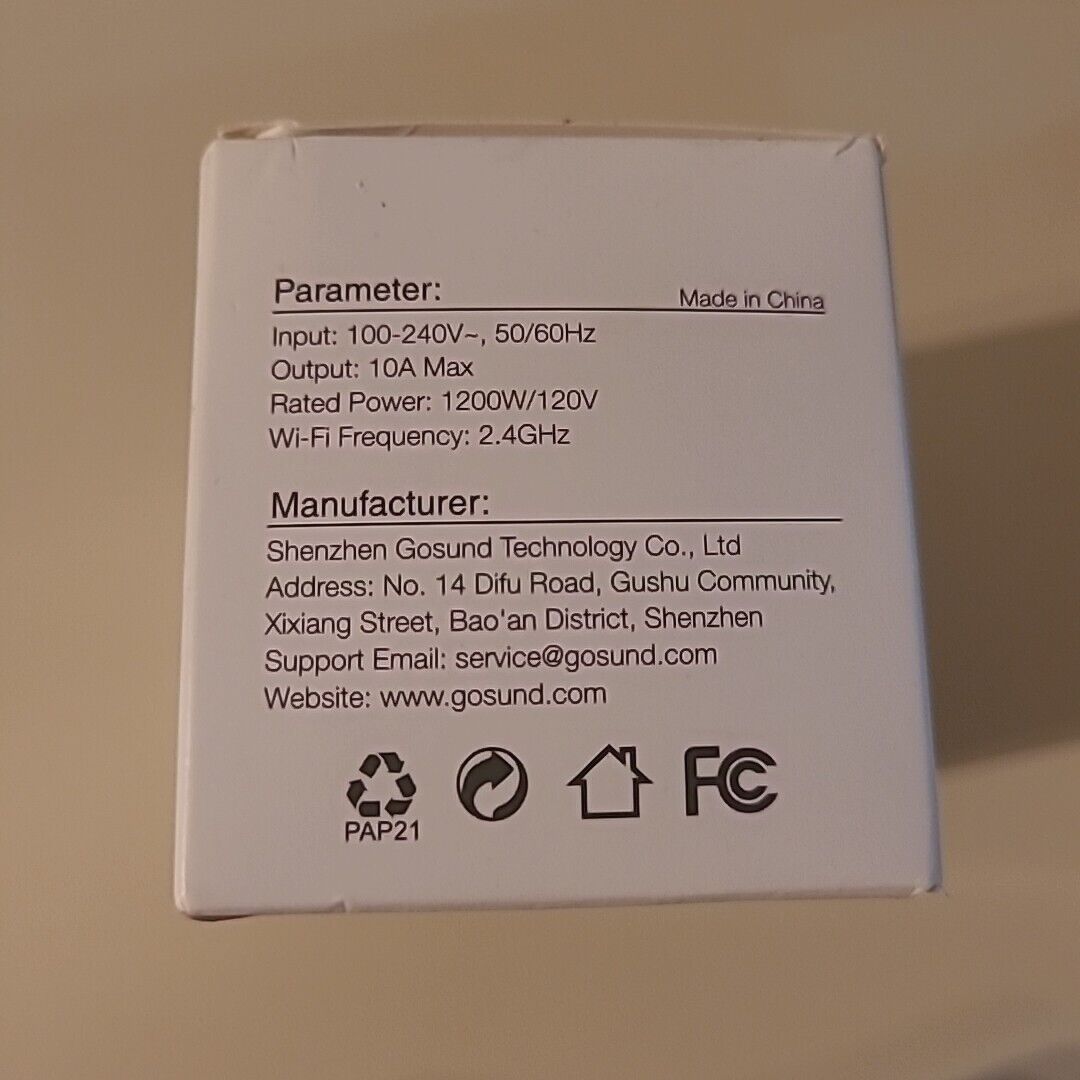 Parameter:
Made in China
Input: 100-240V~, 50/60Hz
Output: 10A Max
Rated Power: 1200W/120V
Wi-Fi Frequency: 2.4GHz
Manufacturer:
Shenzhen Gosund Technology Co., Ltd
Address: No. 14 Difu Road, Gushu Community,
Xixiang Street, Bao'an District, Shenzhen
Support Email: service@gosund.com
Website: www.gosund.com
FC
PAP21